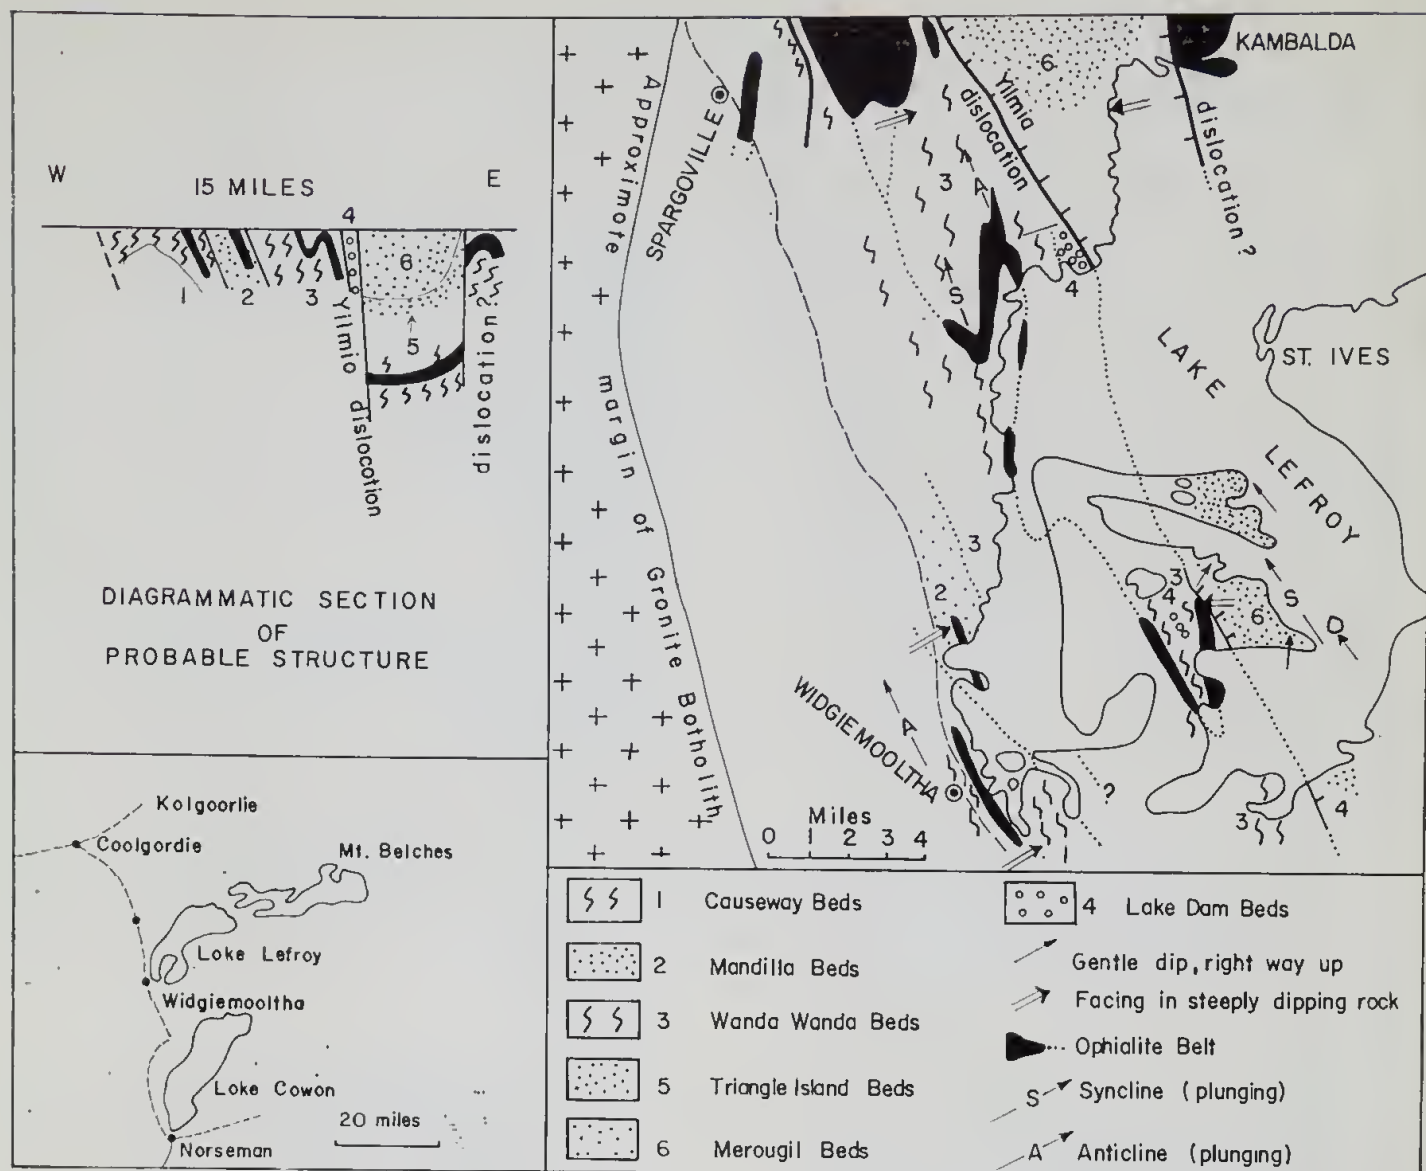 W
15 MILES
E
4
6
1
2
3
5
Yilmio
dislocotion
dislocation?
DIAGRAMMATIC SECTION
OF
PROBABLE STRUCTURE
Kolgoorlie
Coolgordie
Mt. Belches
Loke Lefroy
Widgiemooltha
Loke Cowon
Norseman
20 miles
Approximote
margin of Gronite Botholith
SPARGOVILLE
Yilmia
dislocation
6
KAMBALDA
dislocation?
3
A
S
4
LAKE
LEFROY
ST. IVES
3
2
3
4
6
S
WIDGIEMOOLTHA
A
?
3
4
Miles
0 1 2 3 4
1 Causeway Beds
2 Mandilla Beds
3 Wanda Wanda Beds
5 Triangle Island Beds
6 Merougil Beds
4 Lake Dam Beds
Gentle dip, right way up
Facing in steeply dipping rock
Ophialite Belt
S Syncline (plunging)
A Anticline (plunging)